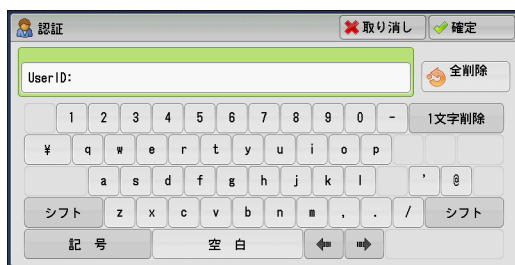 認証 取り消し 確定
UserID: 全削除
1 2 3 4 5 6 7 8 9 0 - 1文字削除
¥ q w e r t y u i o p
a s d f g h j k l ' @
シフト z x c v b n m , . / シフト
記 号 空 白